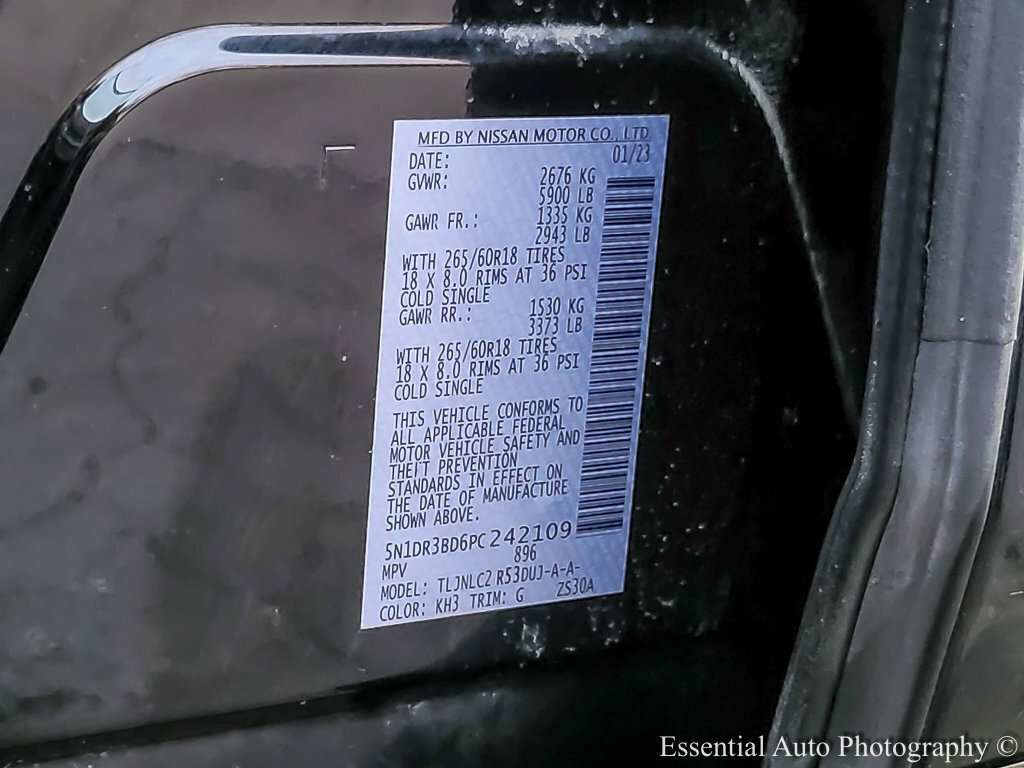 MFD BY NISSAN MOTOR CO., LTD
DATE: 01/23
GVWR: 2676 KG
5900 LB
GAWR FR.: 1335 KG
2943 LB
WITH 265/60R18 TIRES
18 X 8.0 RIMS AT 36 PSI
COLD SINGLE
GAWR RR.: 1530 KG
3373 LB
WITH 265/60R18 TIRES
18 X 8.0 RIMS AT 36 PSI
COLD SINGLE
THIS VEHICLE CONFORMS TO
ALL APPLICABLE FEDERAL
MOTOR VEHICLE SAFETY AND
THEFT PREVENTION
STANDARDS IN EFFECT ON
THE DATE OF MANUFACTURE
SHOWN ABOVE.
5N1DR3BD6PC242109
MPV 896
MODEL: TLJNLC2 R53DUJ-A-A-
COLOR: KH3 TRIM: G ZS30A
Essential Auto Photography ©